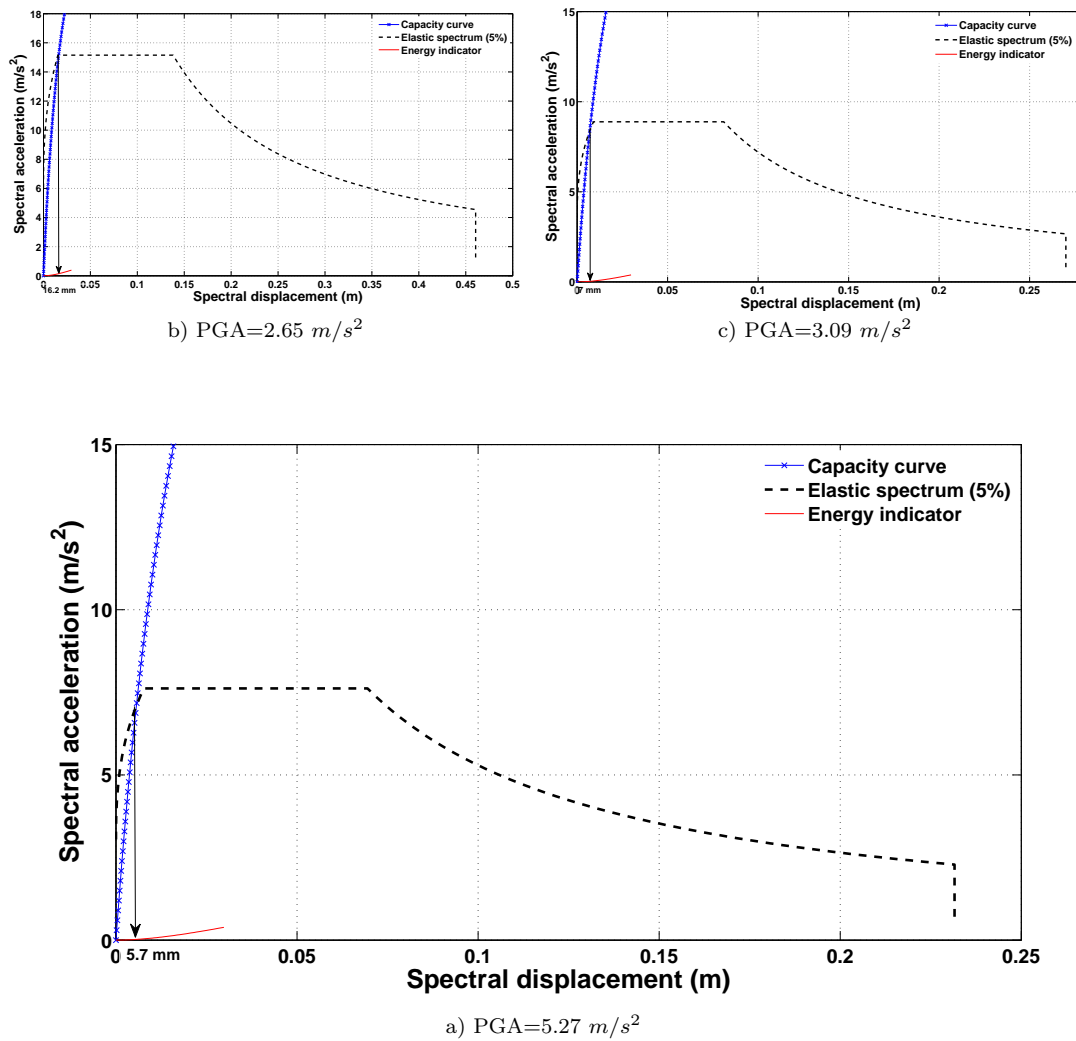 18
16
14
12
10
8
6
4
2
0
Spectral acceleration (m/s²)
Capacity curve
Elastic spectrum (5%)
Energy indicator
16.2 mm
0.05 0.1 0.15 0.2 0.25 0.3 0.35 0.4 0.45 0.5
Spectral displacement (m)
b) PGA=2.65 m/s²
15
10
5
0
Spectral acceleration (m/s²)
Capacity curve
Elastic spectrum (5%)
Energy indicator
7 mm
0.05 0.1 0.15 0.2 0.25
Spectral displacement (m)
c) PGA=3.09 m/s²
15
10
5
0
Spectral acceleration (m/s²)
Capacity curve
Elastic spectrum (5%)
Energy indicator
0 5.7 mm 0.05 0.1 0.15 0.2 0.25
Spectral displacement (m)
a) PGA=5.27 m/s²